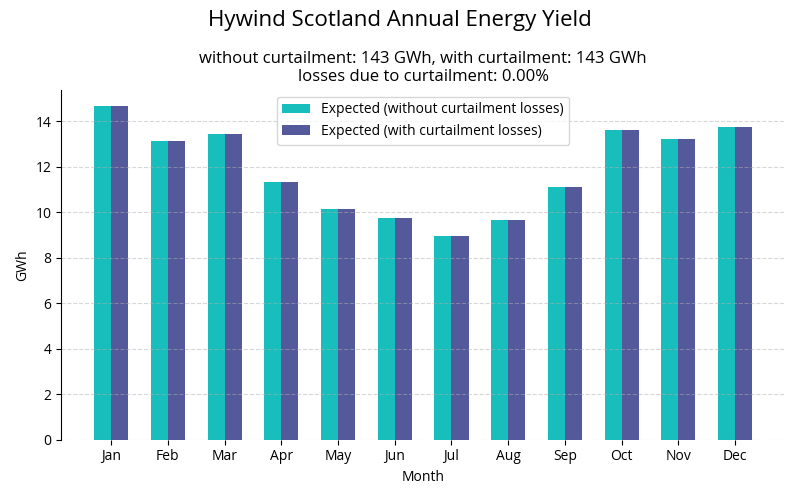 Hywind Scotland Annual Energy Yield
without curtailment: 143 GWh, with curtailment: 143 GWh
losses due to curtailment: 0.00%
Expected (without curtailment losses)
Expected (with curtailment losses)
GWh
14
12
10
8
6
4
2
0
Jan Feb Mar Apr May Jun Jul Aug Sep Oct Nov Dec
Month